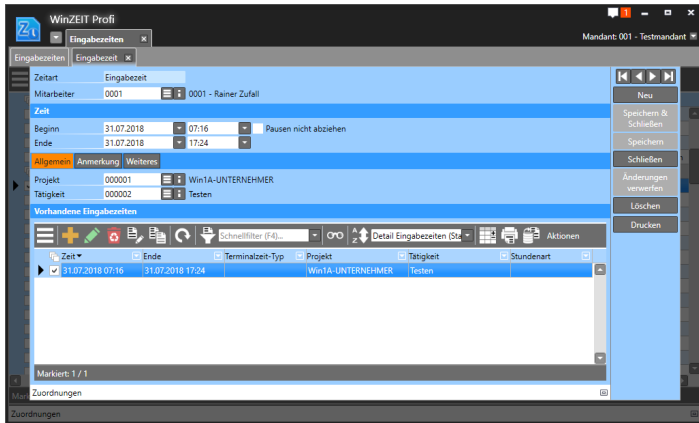 WinZEIT Profi
1
Eingabezeiten
Mandant: 001 - Testmandant
Eingabezeiten Eingabezeit
Zeitart Eingabezeit
Mitarbeiter 0001 0001 - Rainer Zufall
Neu
Zeit
Speichern &
Schließen
Beginn 31.07.2018 07:16 Pausen nicht abziehen
Ende 31.07.2018 17:24
Speichern
Allgemein Anmerkung Weiteres
Schließen
Projekt 000001 Win1A-UNTERNEHMER
Änderungen
verwerfen
Tätigkeit 000002 Testen
Löschen
Vorhandene Eingabezeiten
Drucken
Schnellfilter (F4)... Detail Eingabezeiten (Sta Aktionen
Zeit Ende Terminalzeit-Typ Projekt Tätigkeit Stundenart
31.07.2018 07:16 31.07.2018 17:24 Win1A-UNTERNEHMER Testen
Markiert: 1 / 1
Zuordnungen
Zuordnungen